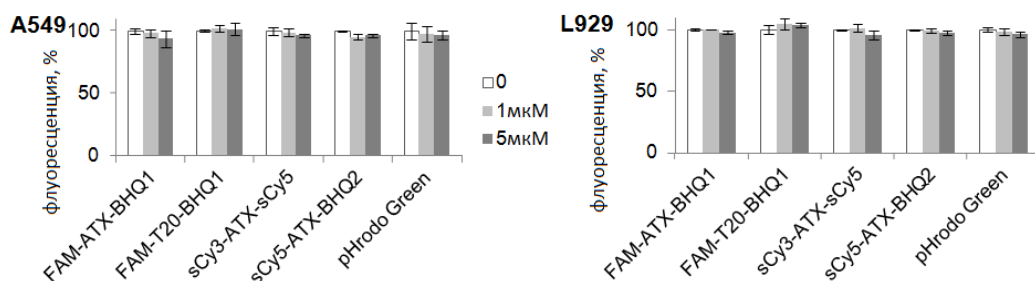 A549
флуоресценция, %
100
50
0
FAM-ATX-BHQ1
FAM-T20-BHQ1
sCy3-ATX-sCy5
sCy5-ATX-BHQ2
pHrodo Green
0
1мкМ
5мкМ
L929
флуоресценция, %
100
50
0
FAM-ATX-BHQ1
FAM-T20-BHQ1
sCy3-ATX-sCy5
sCy5-ATX-BHQ2
pHrodo Green